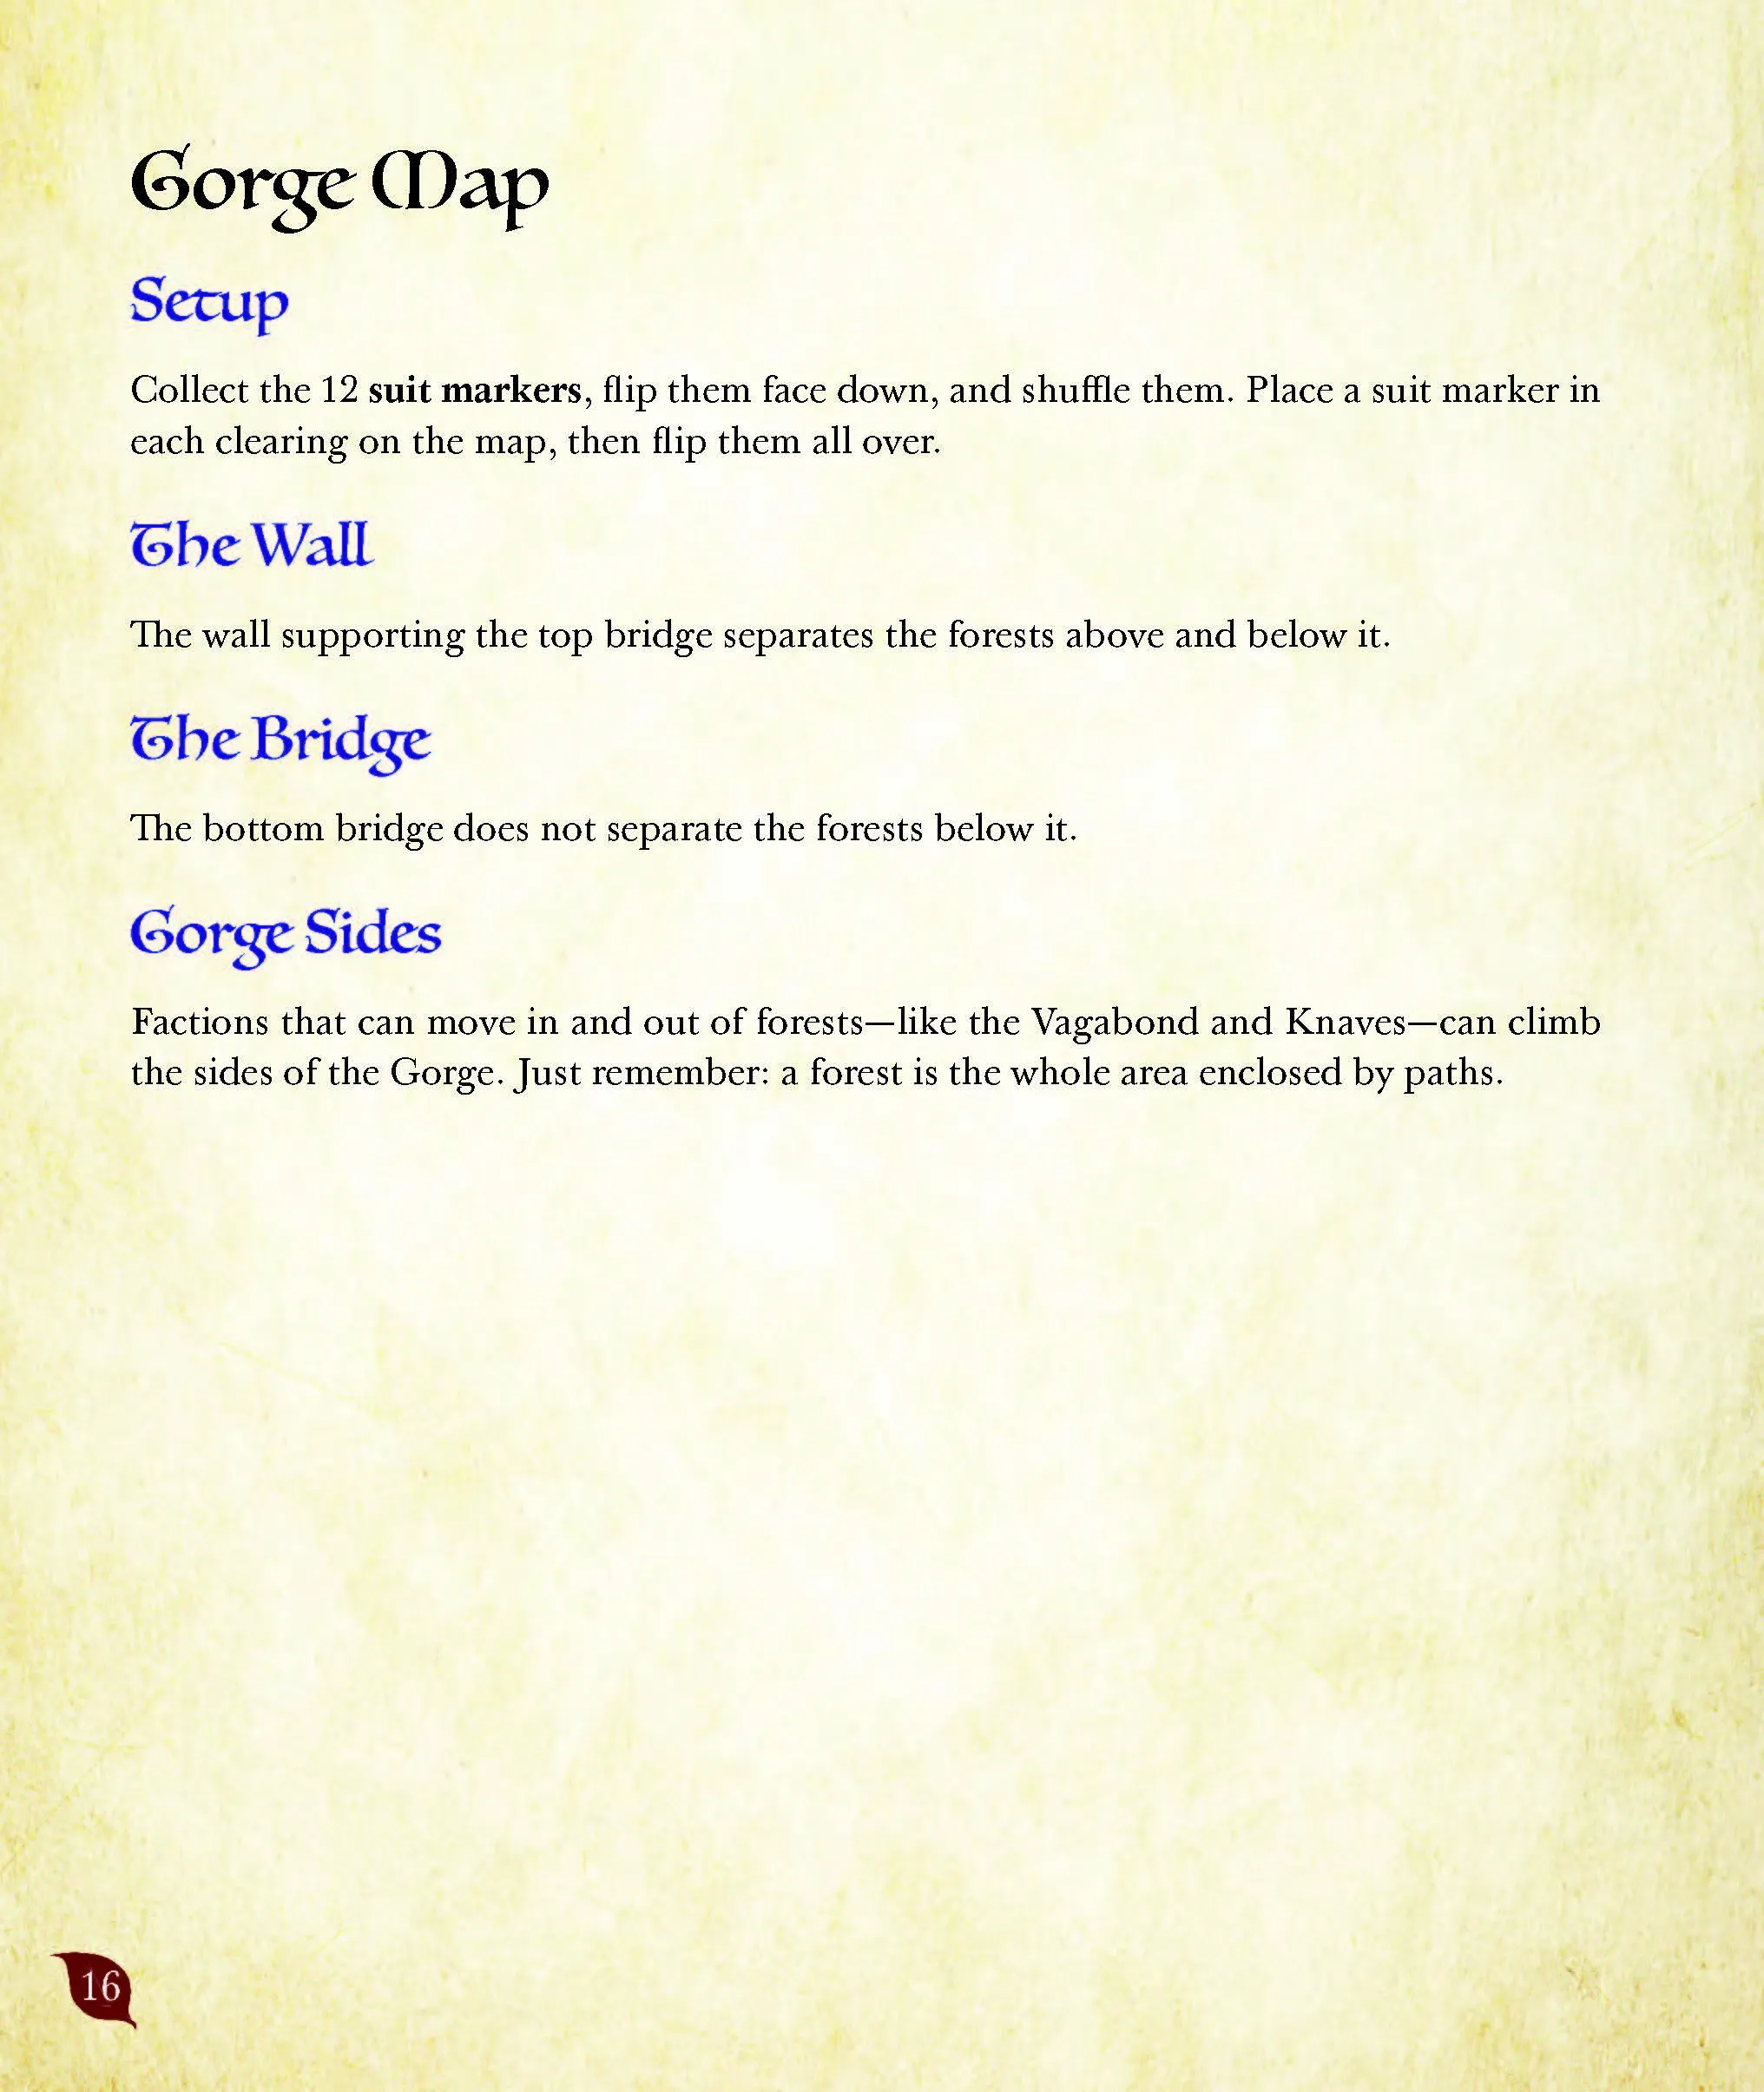 Gorge Map
Setup
Collect the 12 suit markers, flip them face down, and shuffle them. Place a suit marker in
each clearing on the map, then flip them all over.
The Wall
The wall supporting the top bridge separates the forests above and below it.
The Bridge
The bottom bridge does not separate the forests below it.
Gorge Sides
Factions that can move in and out of forests—like the Vagabond and Knaves—can climb
the sides of the Gorge. Just remember: a forest is the whole area enclosed by paths.
16